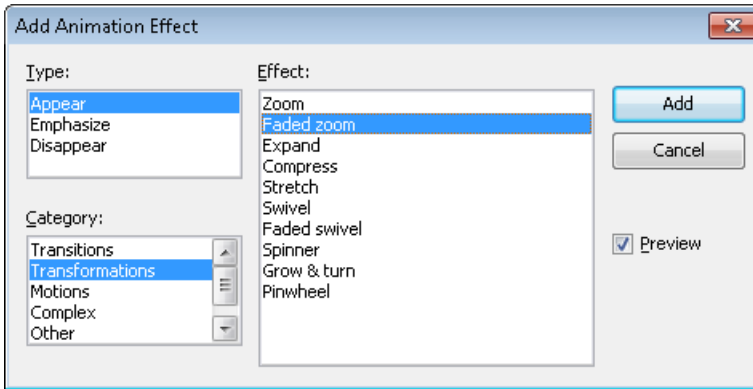 Add Animation Effect
Type:
Appear
Emphasize
Disappear
Category:
Transitions
Transformations
Motions
Complex
Other
Effect:
Zoom
Faded zoom
Expand
Compress
Stretch
Swivel
Faded swivel
Spinner
Grow & turn
Pinwheel
Add
Cancel
Preview